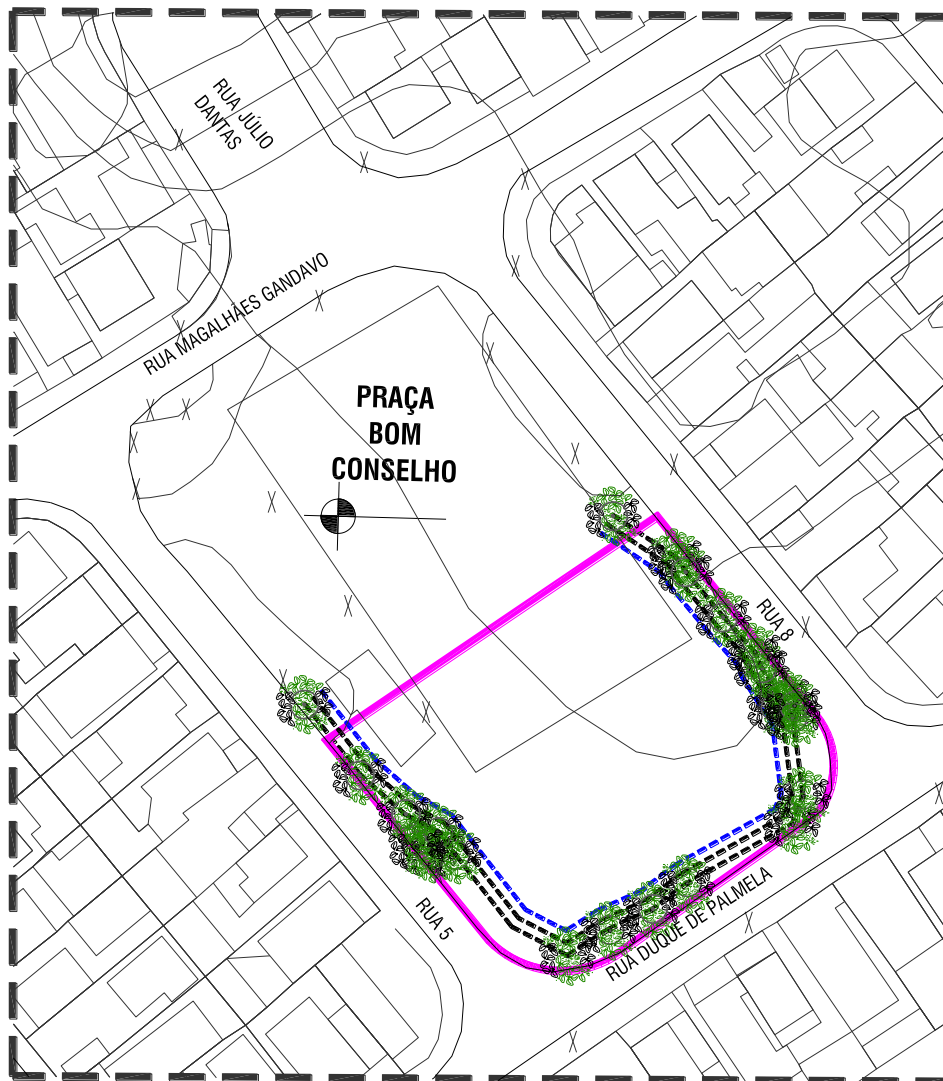 RUA JÚLIO
DANTAS
RUA MAGALHÃES GANDAVO
PRAÇA
BOM
CONSELHO
RUA 8
RUA 5
RUA DUQUE DE PALMELA